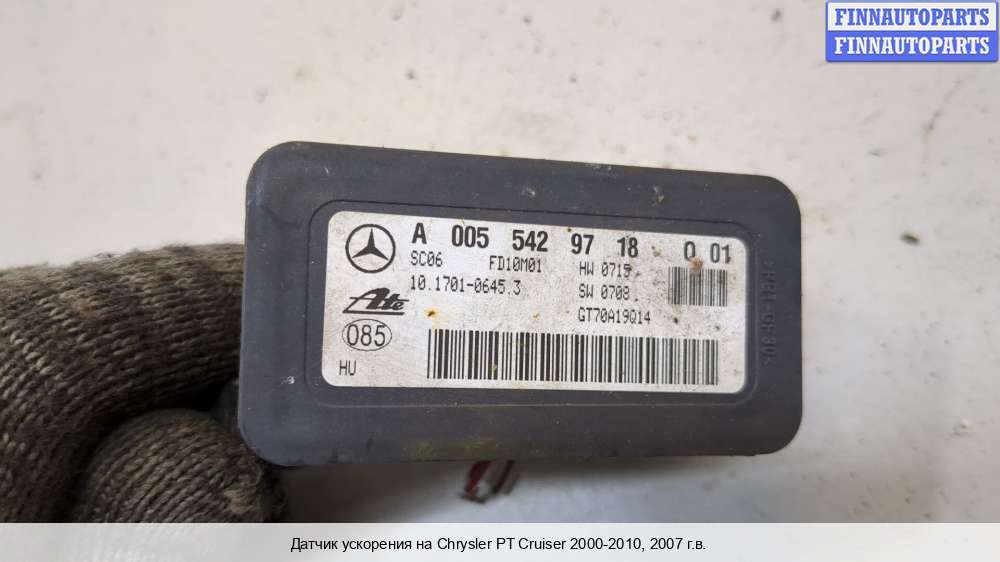 FINNAUTOPARTS
FINNAUTOPARTS
A 005 542 97 18 001
SC06 FD10M01 HW 0715
10.1701-0645.3 SW 0708
Ate GT70A19Q14
085
HU
Датчик ускорения на Chrysler PT Cruiser 2000-2010, 2007 г.в.